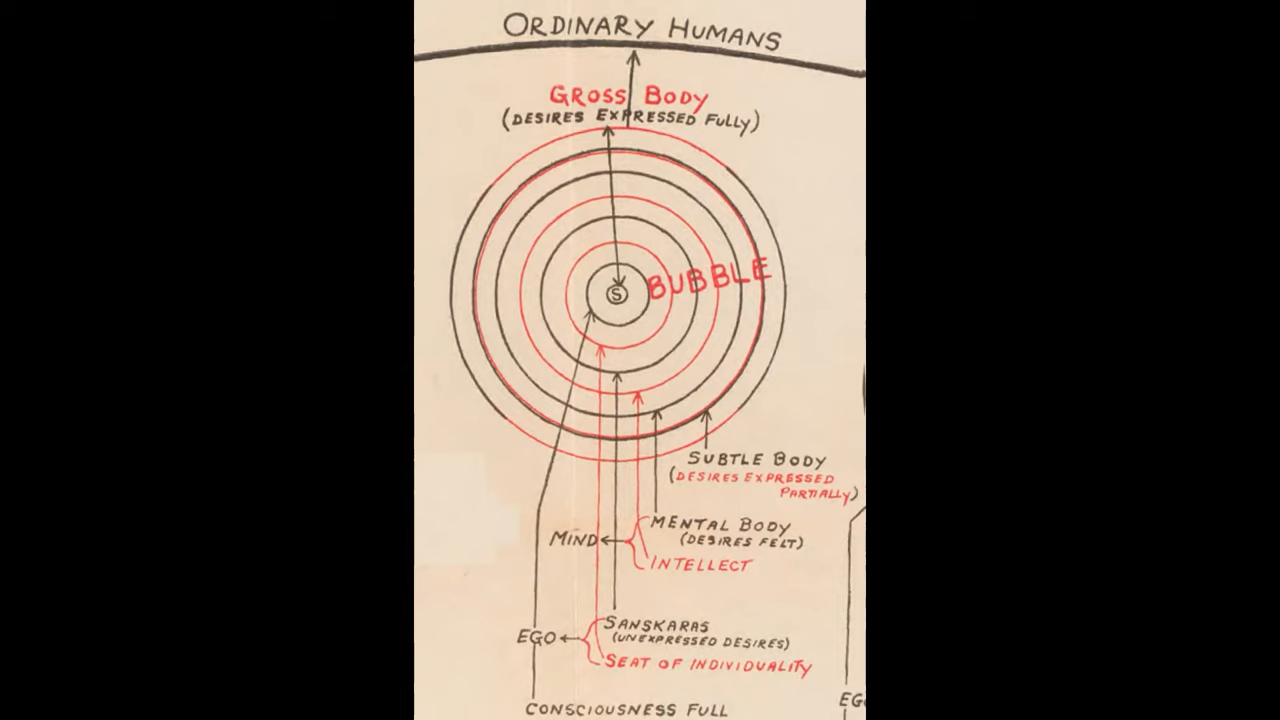 ORDINARY HUMANS
GROSS BODY
(DESIRES EXPRESSED FULLY)
BUBBLE
S
SUBTLE BODY
(DESIRES EXPRESSED
PARTIALLY)
MENTAL BODY
(DESIRES FELT)
MIND
INTELLECT
SANSKARAS
(UNEXPRESSED DESIRES)
EGO
SEAT OF INDIVIDUALITY
CONSCIOUSNESS FULL